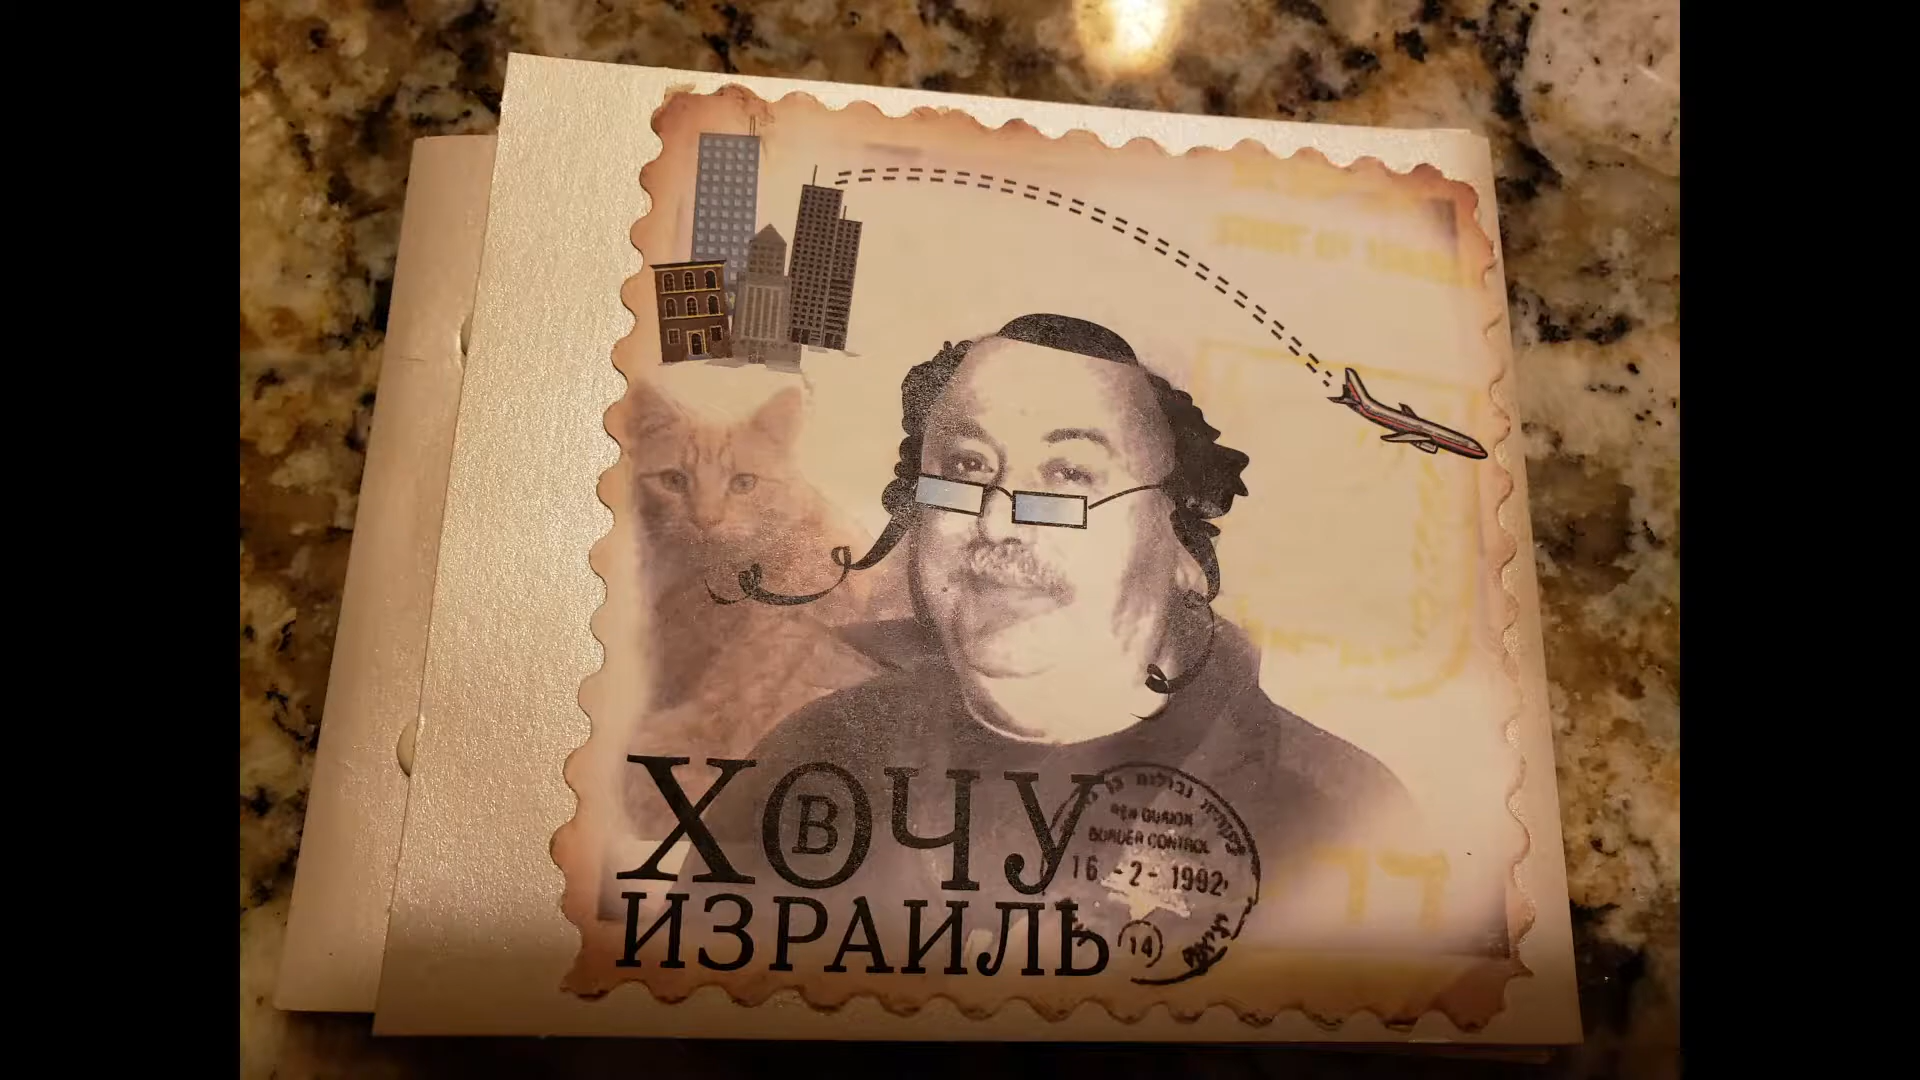 ХОЧУ
В
ИЗРАИЛЬ
BEN GURION
BORDER CONTROL
16 - 2 - 1992
14